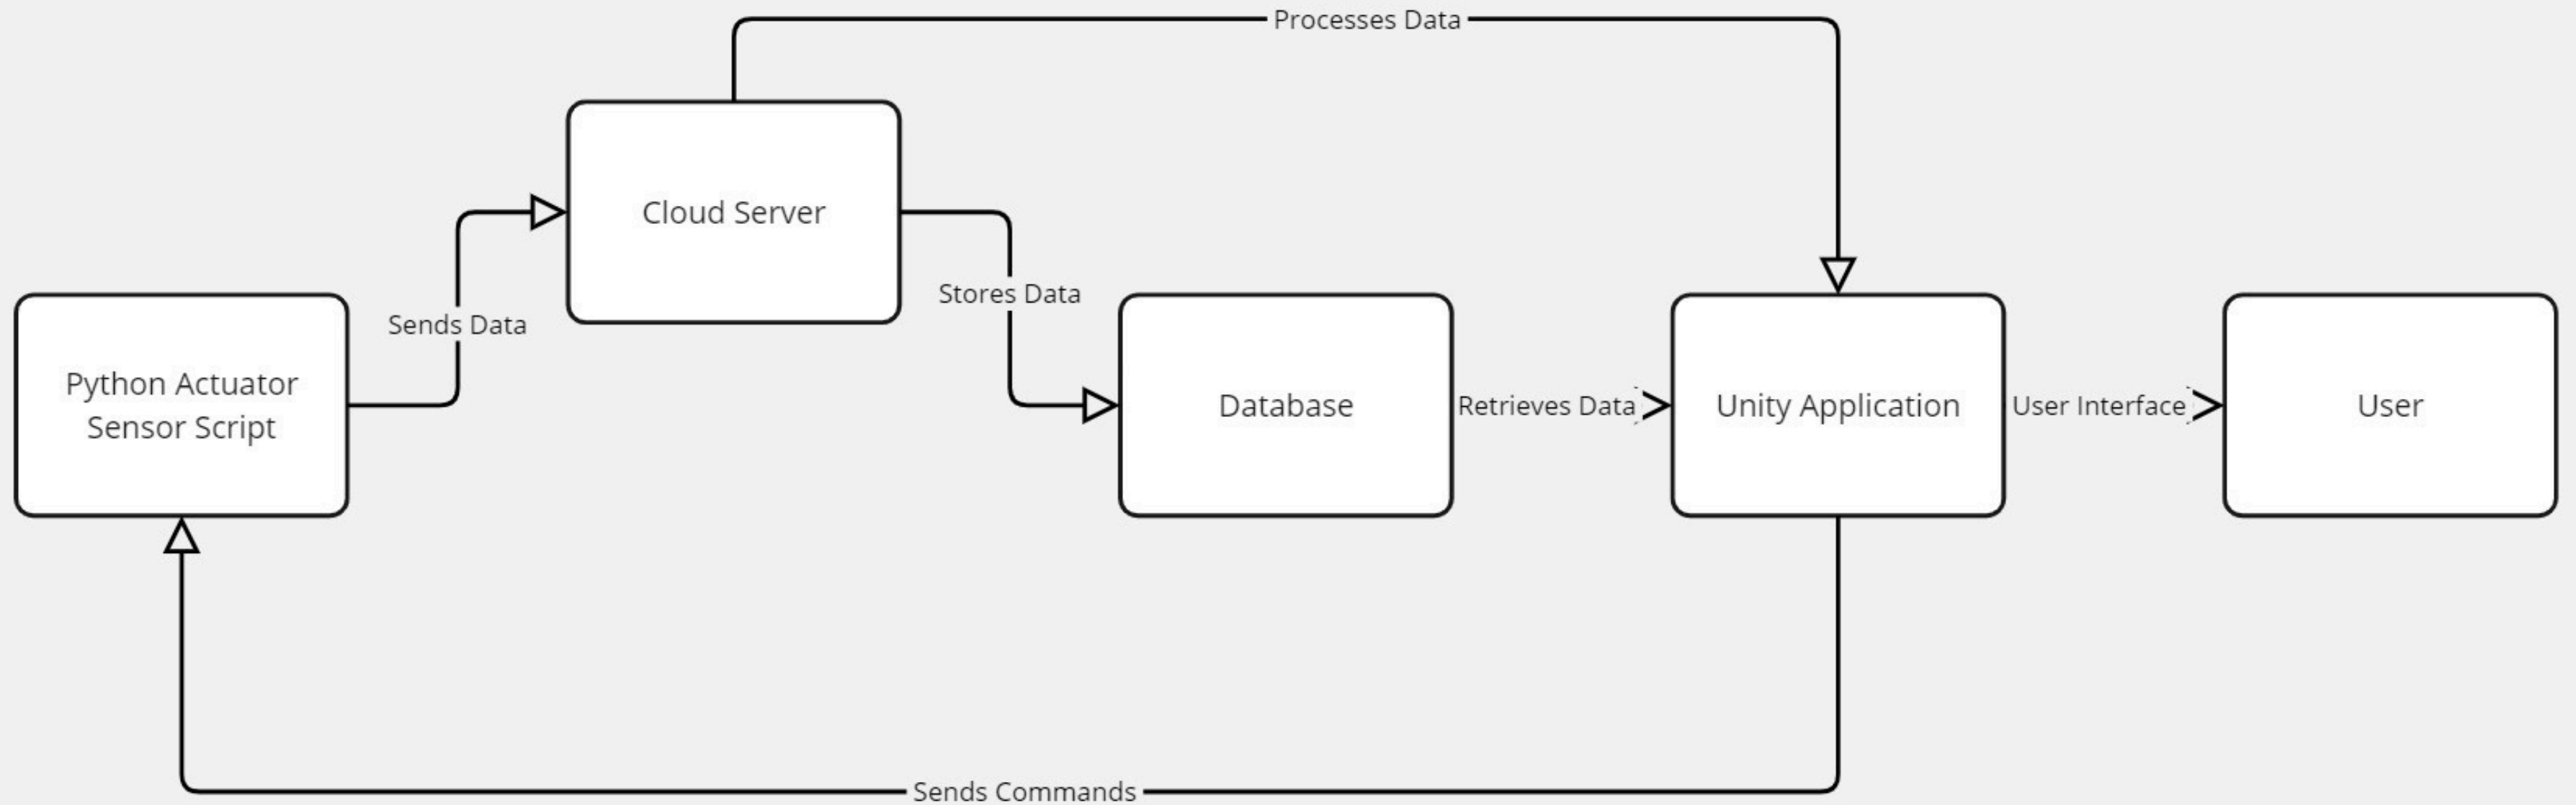 Processes Data
Cloud Server
Stores Data
Sends Data
Python Actuator
Sensor Script
Database
Retrieves Data
Unity Application
User Interface
User
Sends Commands